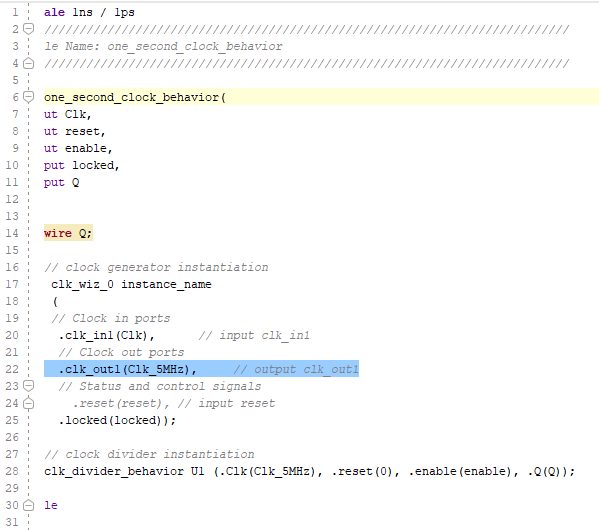 1 ale 1ns / 1ps
2 ///////////////////////////////////////////////////////////////////////////
3 le Name: one_second_clock_behavior
4 ///////////////////////////////////////////////////////////////////////////
5
6 one_second_clock_behavior(
7 ut Clk,
8 ut reset,
9 ut enable,
10 put locked,
11 put Q
12
13
14 wire Q;
15
16 // clock generator instantiation
17 clk_wiz_0 instance_name
18 (
19 // Clock in ports
20 .clk_in1(Clk), // input clk_in1
21 // Clock out ports
22 .clk_out1(Clk_5MHz), // output clk_out1
23 // Status and control signals
24 .reset(reset), // input reset
25 .locked(locked));
26
27 // clock divider instantiation
28 clk_divider_behavior U1 (.Clk(Clk_5MHz), .reset(0), .enable(enable), .Q(Q));
29
30 le
31